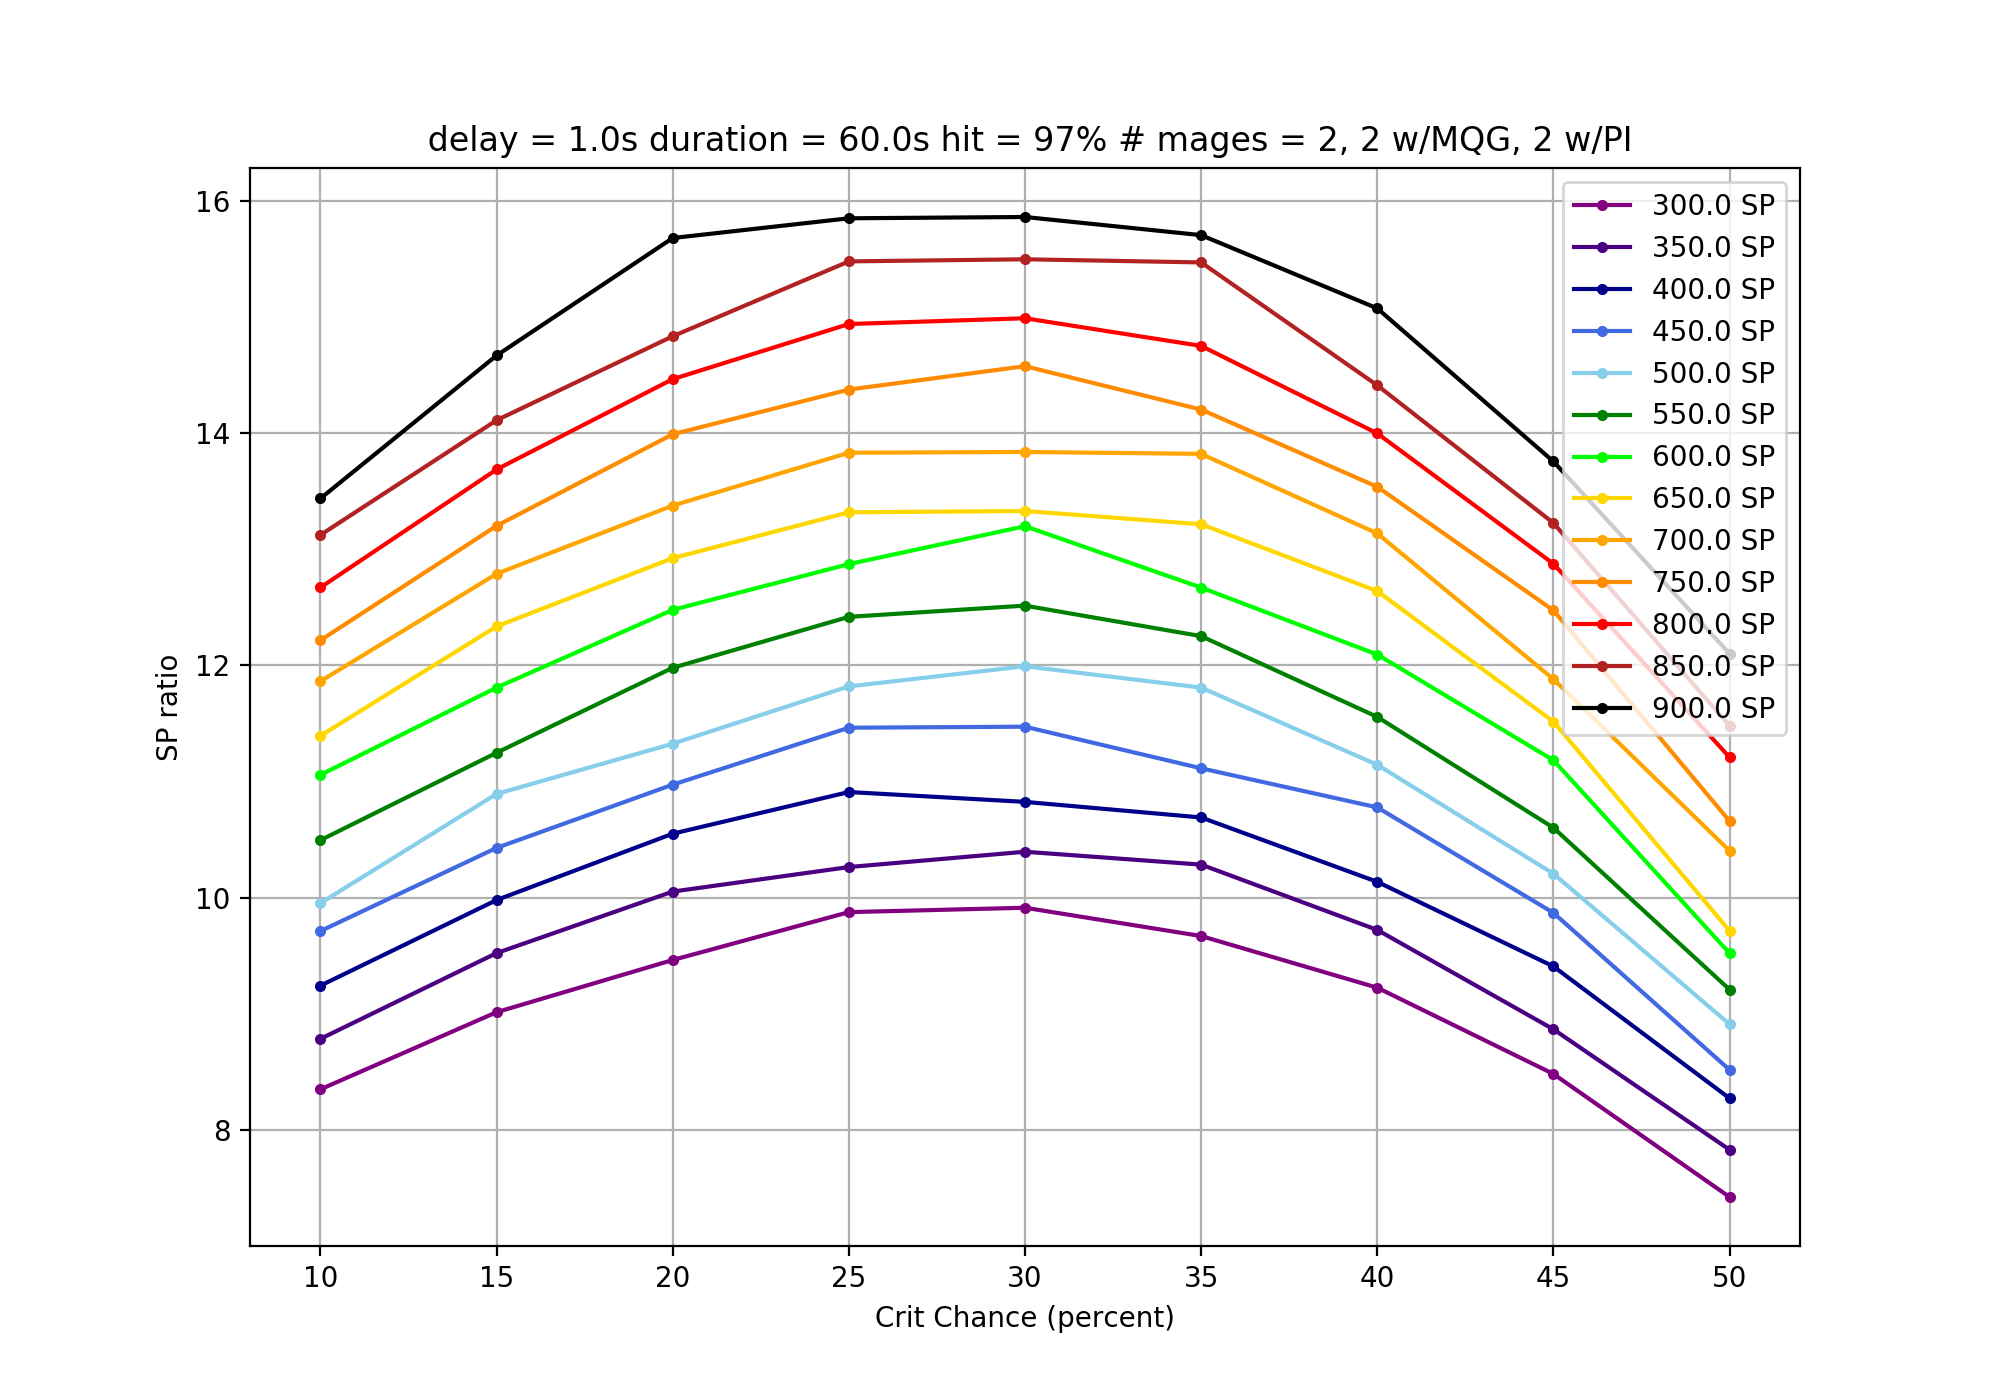 delay = 1.0s duration = 60.0s hit = 97% # mages = 2, 2 w/MQG, 2 w/PI
16
14
12
10
8
SP ratio
300.0 SP
350.0 SP
400.0 SP
450.0 SP
500.0 SP
550.0 SP
600.0 SP
650.0 SP
700.0 SP
750.0 SP
800.0 SP
850.0 SP
900.0 SP
10 15 20 25 30 35 40 45 50
Crit Chance (percent)